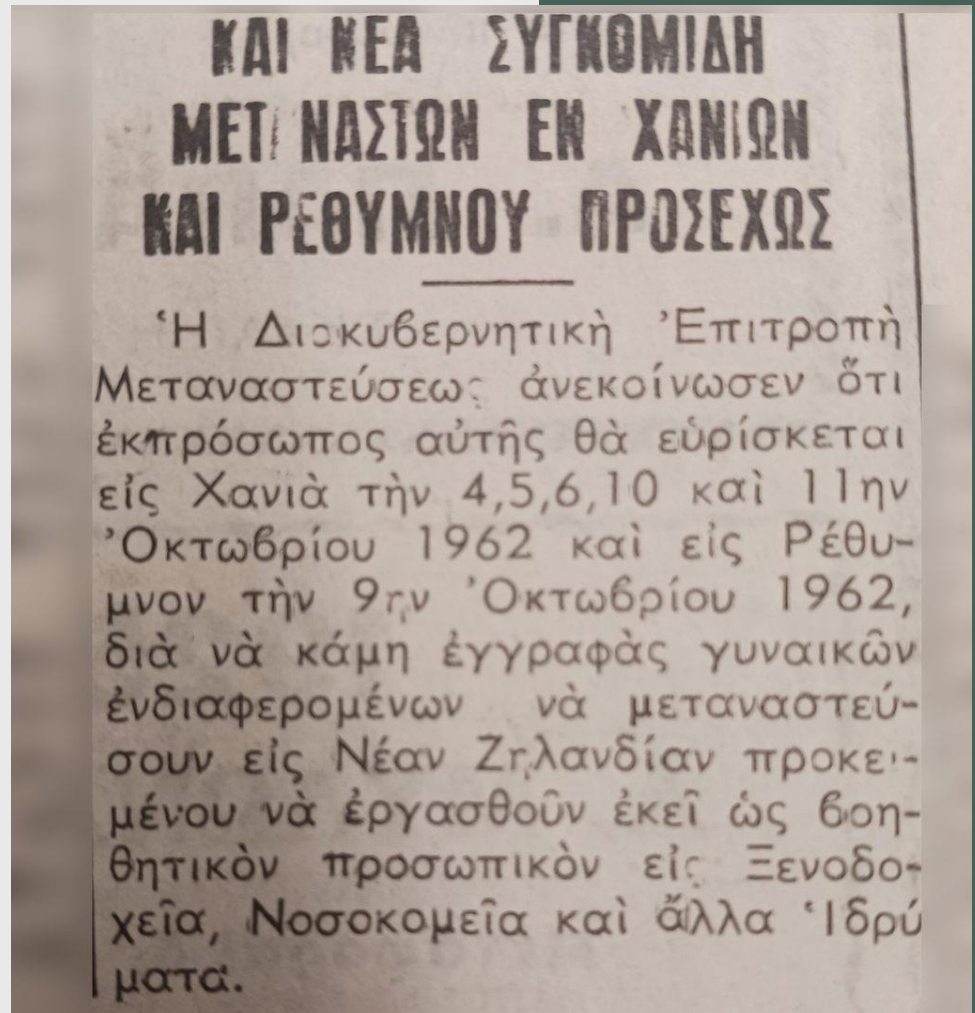 ΚΑΙ ΝΕΑ ΣΥΓΚΟΜΙΔΗ
ΜΕΤΑΝΑΣΤΩΝ ΕΝ ΧΑΝΙΩΝ
ΚΑΙ ΡΕΘΥΜΝΟΥ ΠΡΟΣΕΧΩΣ
Ἡ Διακυβερνητικὴ Ἐπιτροπὴ
Μεταναστεύσεως ἀνεκοίνωσεν ὅτι
ἐκπρόσωπος αὐτῆς θὰ εὑρίσκεται
εἰς Χανιὰ τὴν 4,5,6,10 καὶ 11ην
Ὀκτωβρίου 1962 καὶ εἰς Ρέθυ-
μνον τὴν 9ην Ὀκτωβρίου 1962,
διὰ νὰ κάμη ἐγγραφὰς γυναικῶν
ἐνδιαφερομένων νὰ μεταναστεύ-
σουν εἰς Νέαν Ζηλανδίαν προκει-
μένου νὰ ἐργασθοῦν ἐκεῖ ὡς βοη-
θητικὸν προσωπικὸν εἰς Ξενοδο-
χεῖα, Νοσοκομεῖα καὶ ἄλλα Ἱδρύ
ματα.